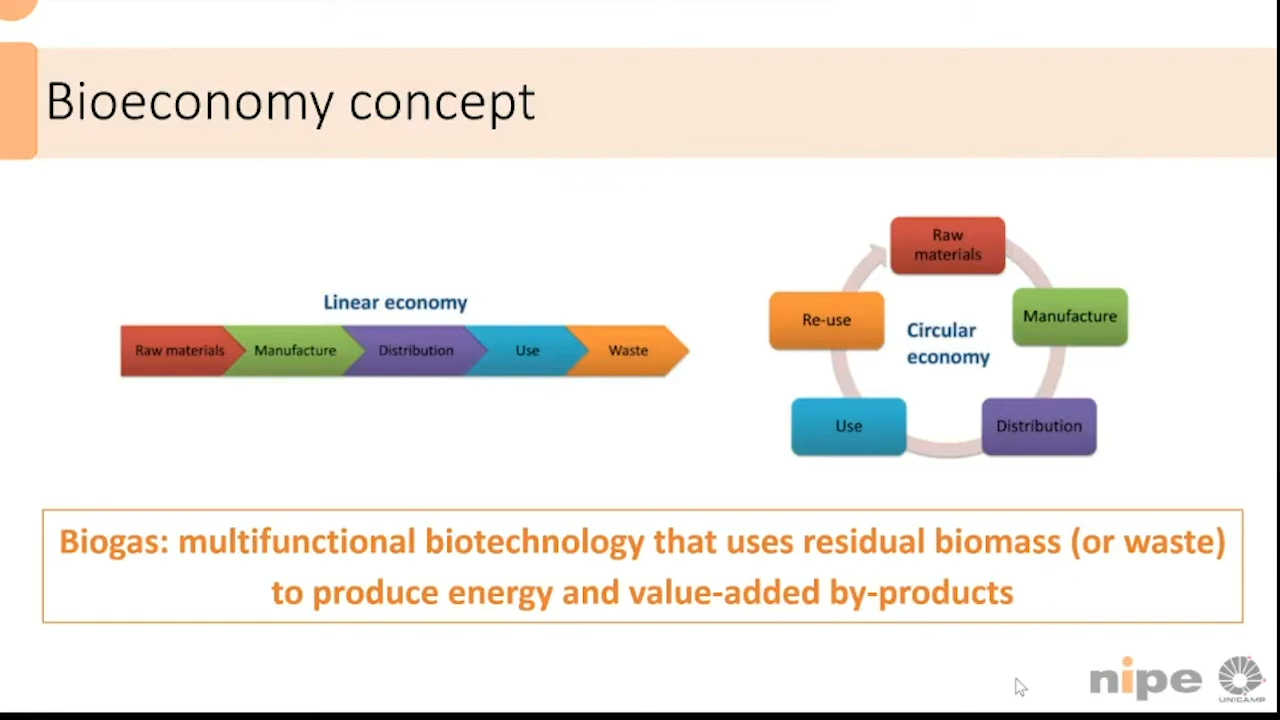 Bioeconomy concept
Linear economy
Raw materials
Manufacture
Distribution
Use
Waste
Raw
materials
Manufacture
Distribution
Use
Re-use
Circular
economy
Biogas: multifunctional biotechnology that uses residual biomass (or waste)
to produce energy and value-added by-products
nipe
UNICAMP